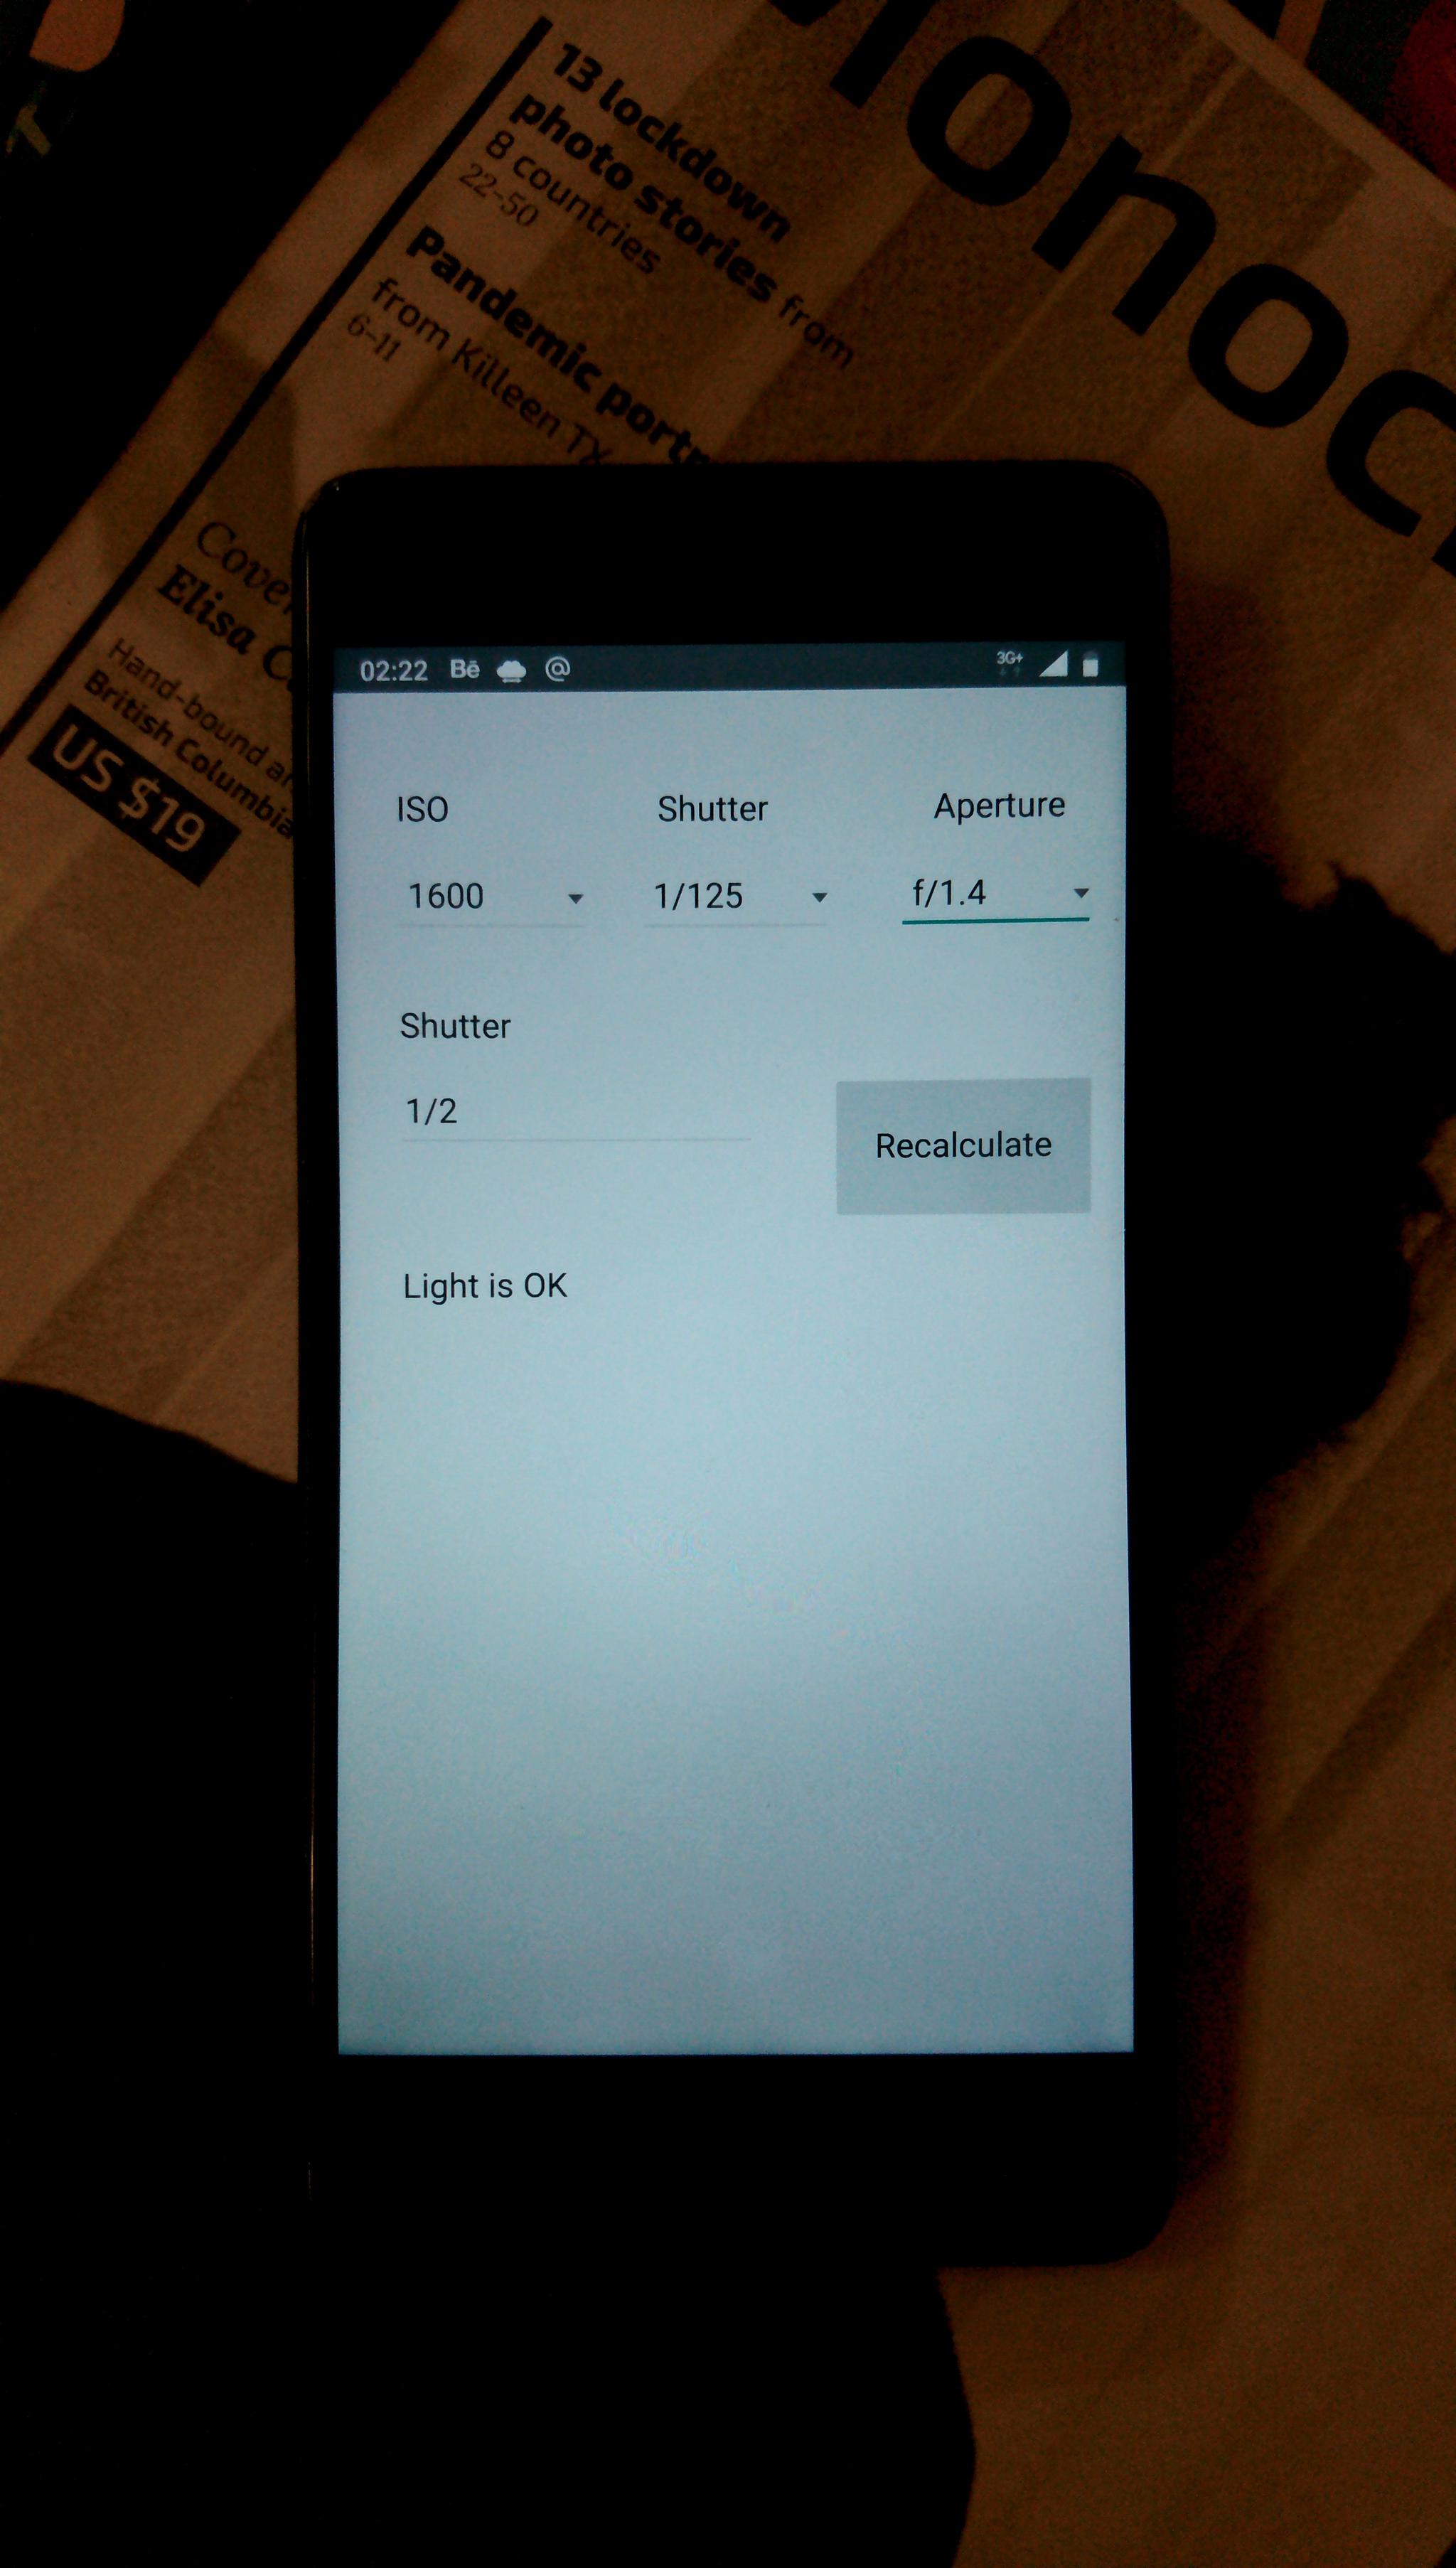 13 lockdown
photo stories from
8 countries
22-50
Pandemic
from Killeen TX
6-11
Elisa
Hand-bound
British Columbia
US $19
02:22 Bē @ 3G+
ISO Shutter Aperture
1600 1/125 f/1.4
Shutter
1/2
Recalculate
Light is OK